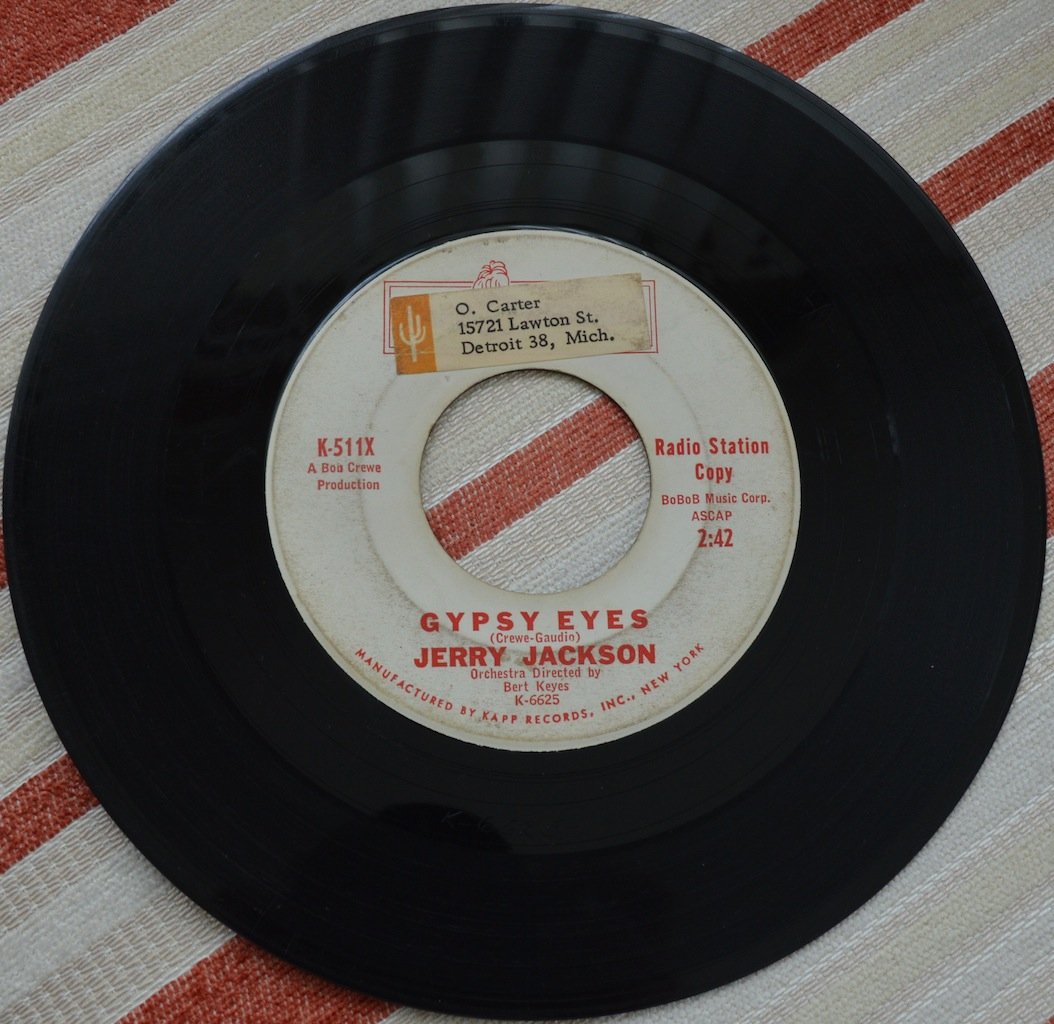 O. Carter
15721 Lawton St.
Detroit 38, Mich.
K-511X
A Bob Crewe
Production
Radio Station
Copy
BoBoB Music Corp.
ASCAP
2:42
GYPSY EYES
(Crewe-Gaudio)
JERRY JACKSON
Orchestra Directed by
Bert Keyes
K-6625
MANUFACTURED BY KAPP RECORDS, INC., NEW YORK